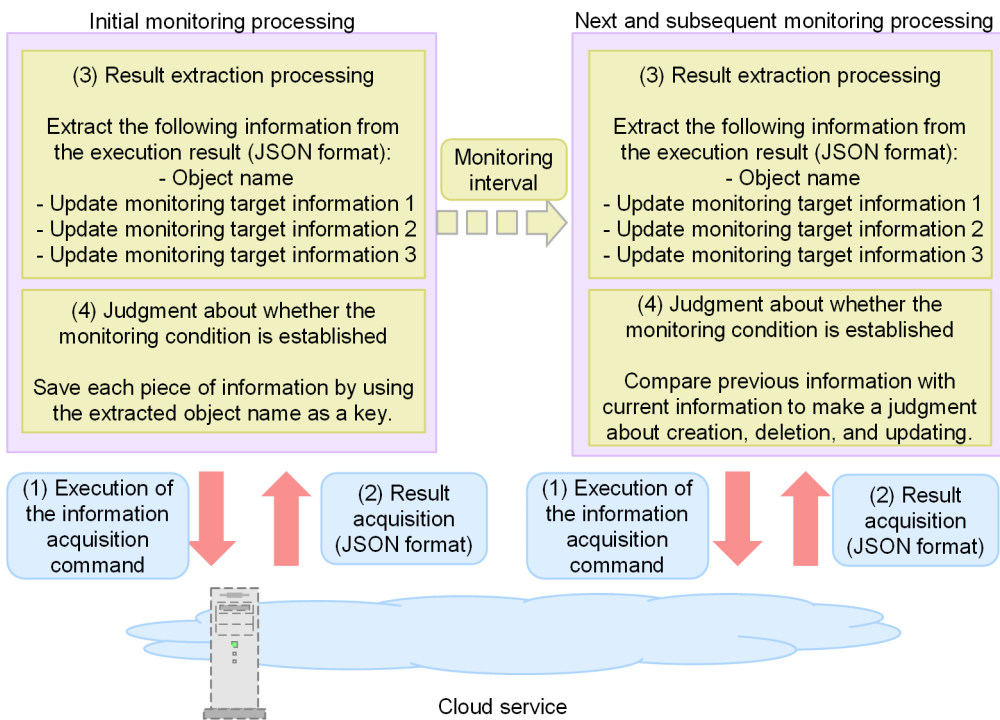 Initial monitoring processing
(3) Result extraction processing
Extract the following information from
the execution result (JSON format):
- Object name
- Update monitoring target information 1
- Update monitoring target information 2
- Update monitoring target information 3
(4) Judgment about whether the
monitoring condition is established
Save each piece of information by using
the extracted object name as a key.
Monitoring
interval
Next and subsequent monitoring processing
(3) Result extraction processing
Extract the following information from
the execution result (JSON format):
- Object name
- Update monitoring target information 1
- Update monitoring target information 2
- Update monitoring target information 3
(4) Judgment about whether the
monitoring condition is established
Compare previous information with
current information to make a judgment
about creation, deletion, and updating.
(1) Execution of
the information
acquisition
command
(2) Result
acquisition
(JSON format)
(1) Execution of
the information
acquisition
command
(2) Result
acquisition
(JSON format)
Cloud service